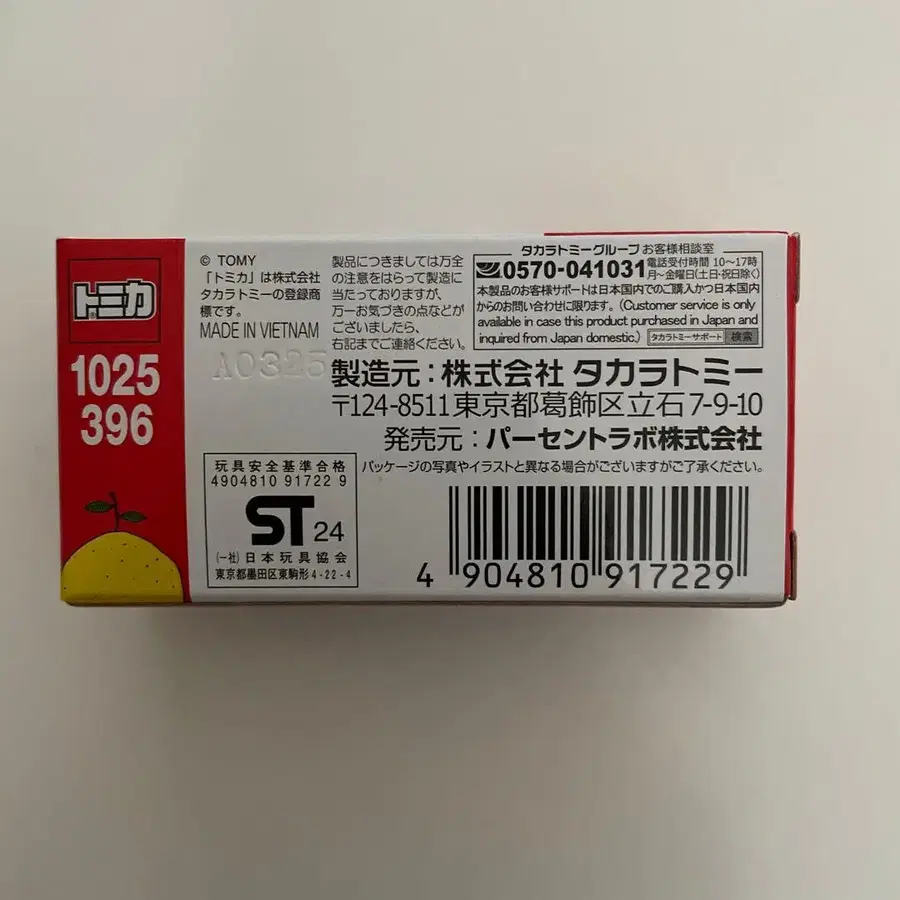 トミカ
1025
396
© TOMY
「トミカ」は株式会社
タカラトミーの登録商
標です。
MADE IN VIETNAM
A0325
製品につきましては万全
の注意をはらって製造に
当たっておりますが、
万一お気づきの点などが
ございましたら、
右記までご連絡ください。
タカラトミーグループ お客様相談室
0570-041031
電話受付時間 10〜17時
月〜金曜日(土・日・祝日除く)
本製品のお客様サポートは日本国内でのご購入かつ日本国内
からのお問い合わせに限ります。(Customer service is only
available in case this product purchased in Japan and
inquired from Japan domestic.) タカラトミーサポート 検索
製造元:株式会社 タカラトミー
〒124-8511 東京都葛飾区立石7-9-10
発売元:パーセントラボ株式会社
パッケージの写真やイラストと異なる場合がございますがご了承ください。
玩具安全基準合格
4904810 91722 9
ST 24
(一社)日本玩具協会
東京都墨田区東駒形4-22-4
4 904810 917229